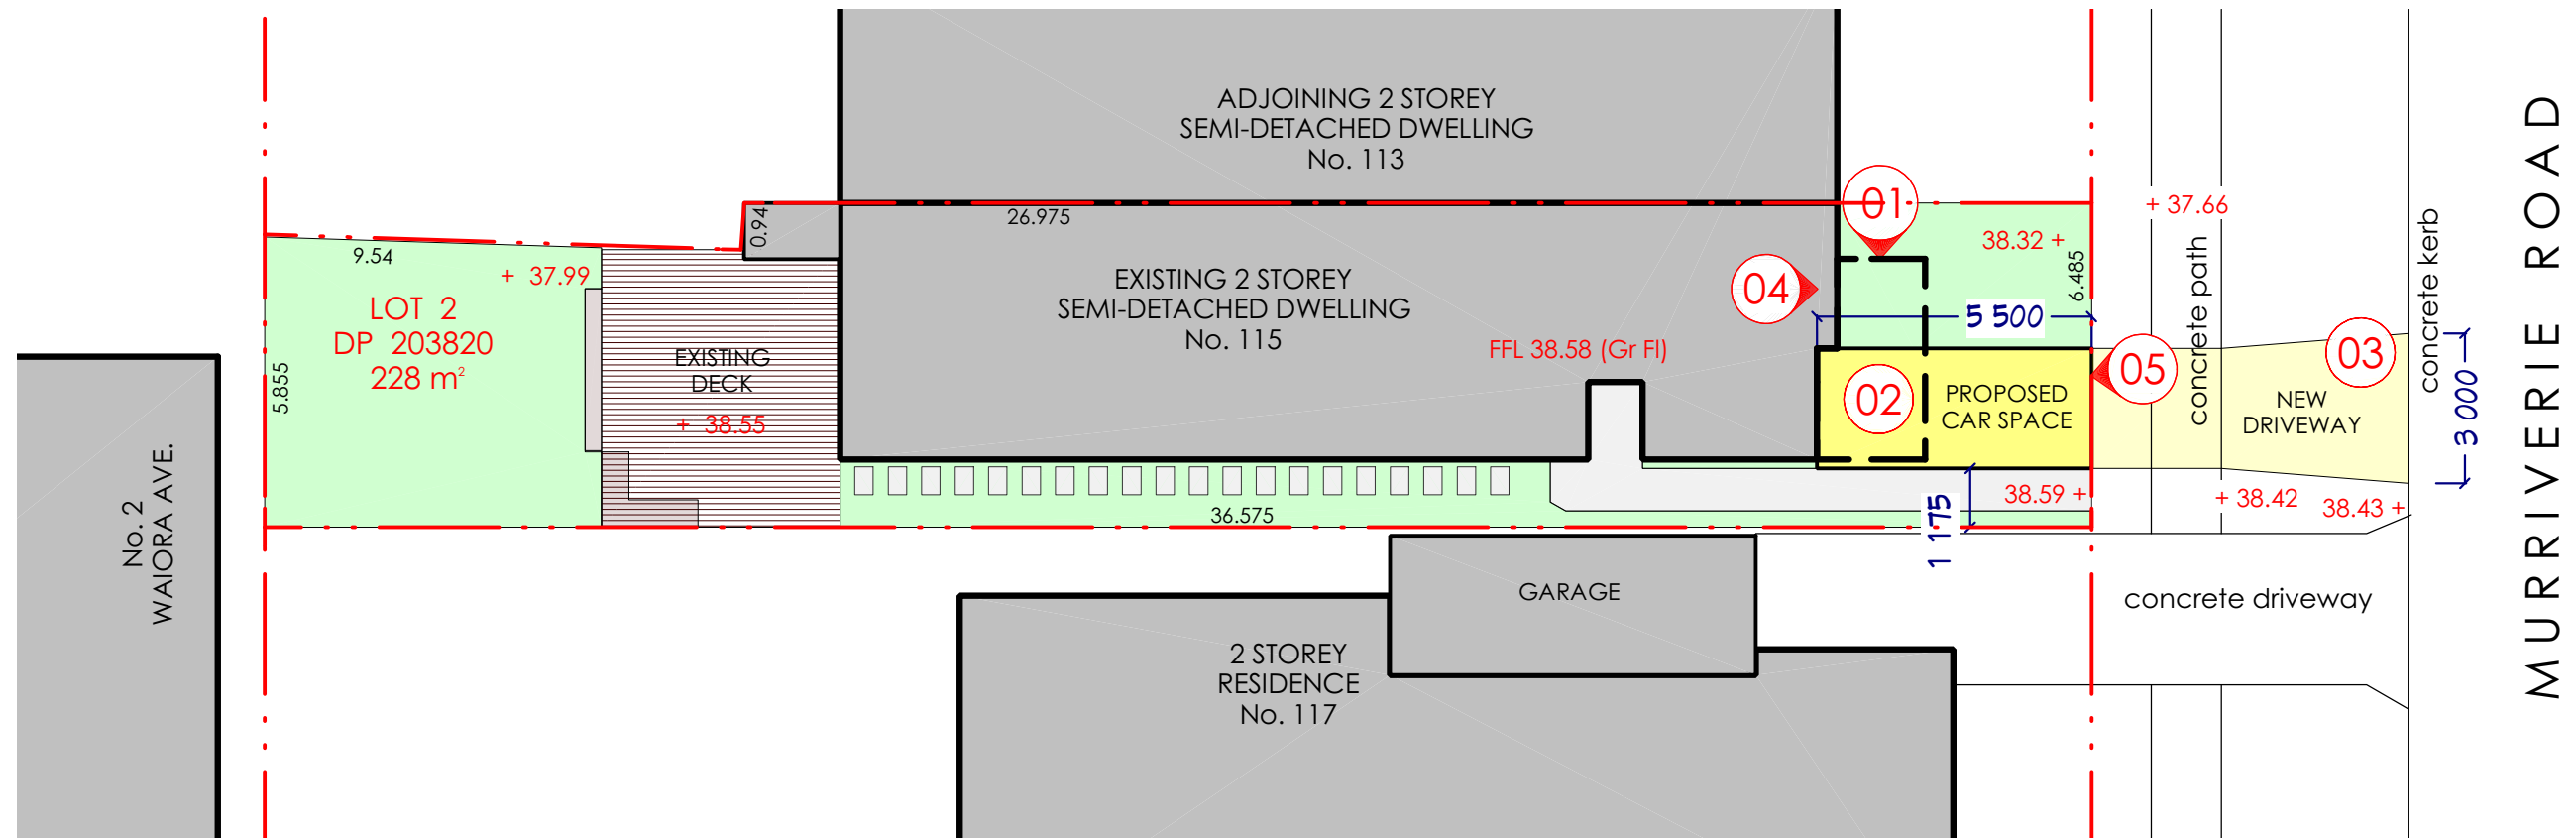 ADJOINING 2 STOREY
SEMI-DETACHED DWELLING
No. 113
0.94
26.975
01
+ 37.66
9.54
+ 37.99
38.32 +
6.485
LOT 2
DP 203820
228 m²
EXISTING 2 STOREY
SEMI-DETACHED DWELLING
No. 115
04
5 500
5.855
EXISTING
DECK
+ 38.55
FFL 38.58 (Gr Fl)
02
PROPOSED
CAR SPACE
05
concrete path
03
NEW
DRIVEWAY
concrete kerb
3 000
MURRIVERIE ROAD
No. 2
WAIORA AVE.
36.575
1 175
38.59 +
+ 38.42
38.43 +
GARAGE
concrete driveway
2 STOREY
RESIDENCE
No. 117